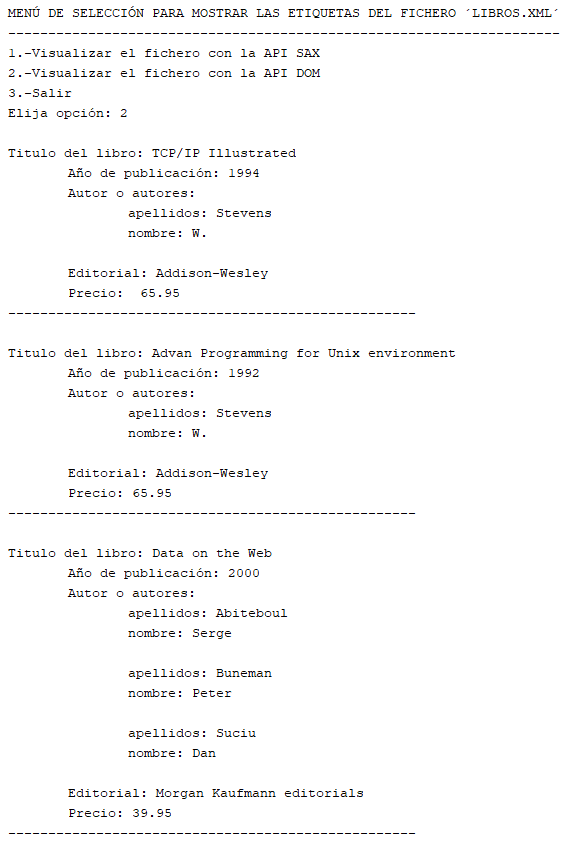 MENÚ DE SELECCIÓN PARA MOSTRAR LAS ETIQUETAS DEL FICHERO ´LIBROS.XML´
---------------------------------------------------------------------
1.-Visualizar el fichero con la API SAX
2.-Visualizar el fichero con la API DOM
3.-Salir
Elija opción: 2
Titulo del libro: TCP/IP Illustrated
Año de publicación: 1994
Autor o autores:
apellidos: Stevens
nombre: W.
Editorial: Addison-Wesley
Precio:  65.95
---------------------------------------------------
Titulo del libro: Advan Programming for Unix environment
Año de publicación: 1992
Autor o autores:
apellidos: Stevens
nombre: W.
Editorial: Addison-Wesley
Precio: 65.95
---------------------------------------------------
Titulo del libro: Data on the Web
Año de publicación: 2000
Autor o autores:
apellidos: Abiteboul
nombre: Serge
apellidos: Buneman
nombre: Peter
apellidos: Suciu
nombre: Dan
Editorial: Morgan Kaufmann editorials
Precio: 39.95
---------------------------------------------------